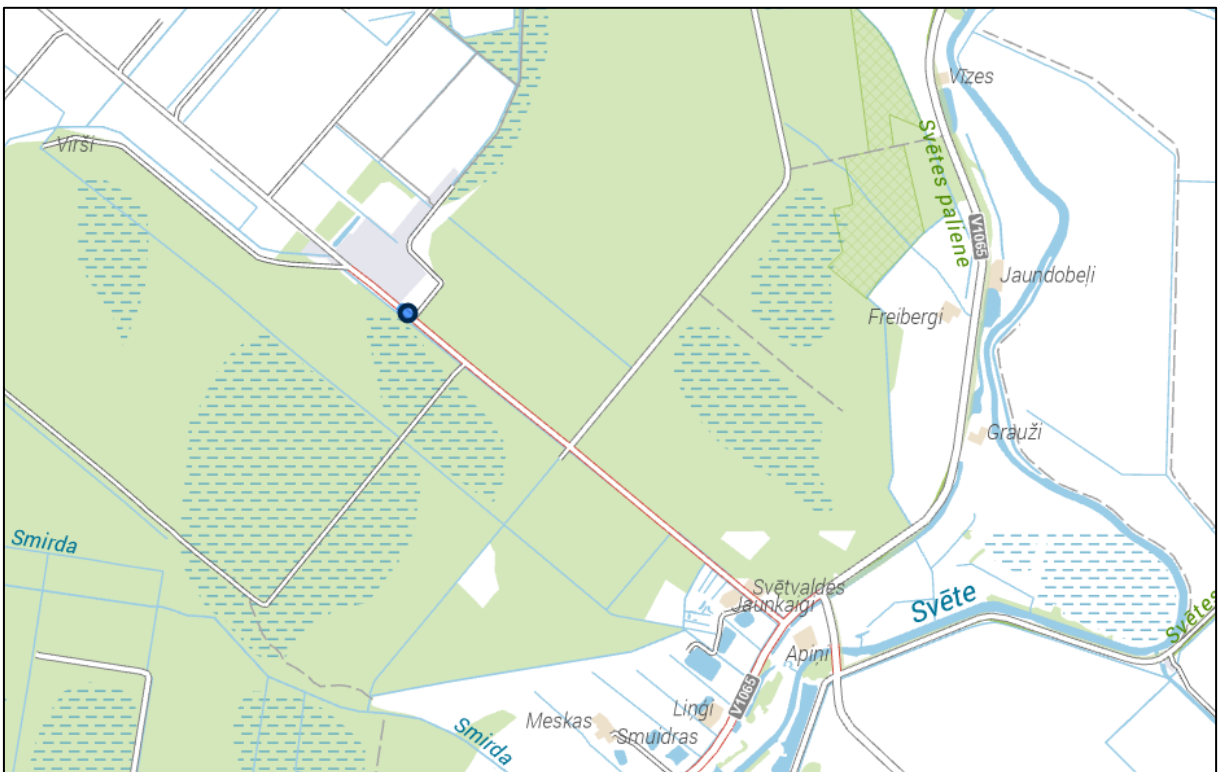 Vīzes
Virši
Svētes paliene
V1065
Jaundobeļi
Freibergi
Grauži
Smirda
Svētvaldes
Jaunkaigi
Svēte
Svētes
Apiņi
V1065
Liņģi
Meskas
Smuidras
Smirda